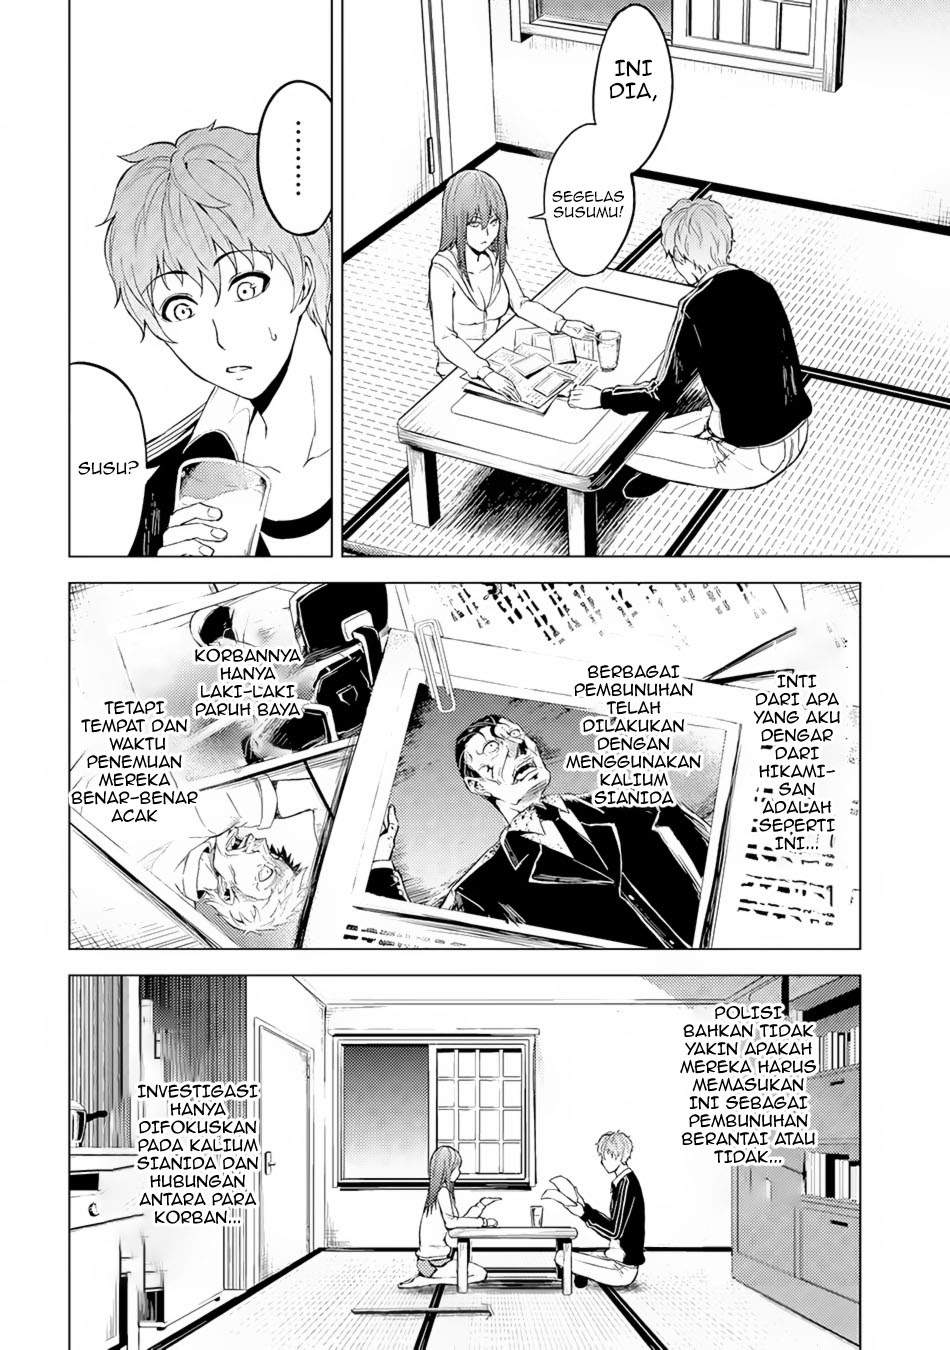 INI
DIA,
SEGELAS
SUSUMU!
.........
SUSU?
INTI
DARI APA
YANG AKU
DENGAR
DARI
HIKAMI-
SAN
ADALAH
SEPERTI
INI...
BERBAGAI
PEMBUNUHAN
TELAH
DILAKUKAN
DENGAN
MENGGUNAKAN
KALIUM
SIANIDA
KORBANNYA
HANYA
LAKI-LAKI
PARUH BAYA
TETAPI
TEMPAT DAN
WAKTU
PENEMUAN
MEREKA
BENAR-BENAR
ACAK
POLISI
BAHKAN TIDAK
YAKIN APAKAH
MEREKA HARUS
MEMASUKAN
INI SEBAGAI
PEMBUNUHAN
BERANTAI ATAU
TIDAK...
INVESTIGASI
HANYA
DIFOKUSKAN
PADA KALIUM
SIANIDA DAN
HUBUNGAN
ANTARA PARA
KORBAN...